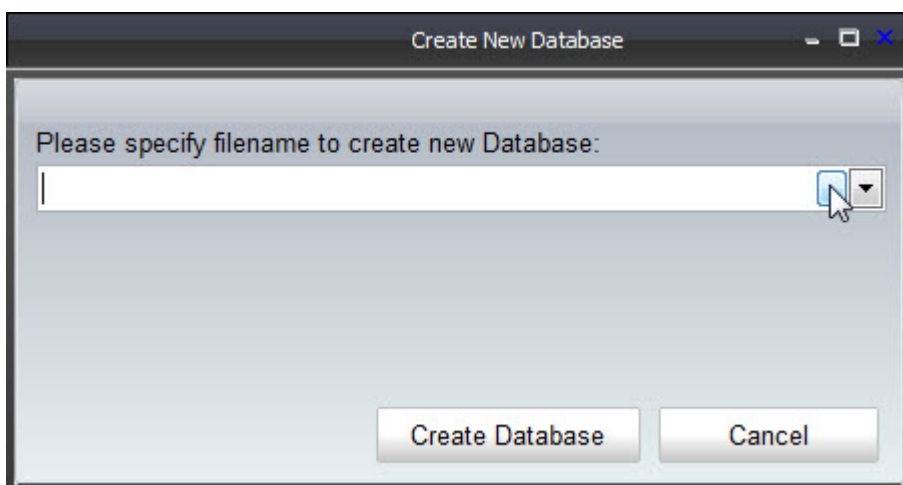 Create New Database
Please specify filename to create new Database:
Create Database
Cancel